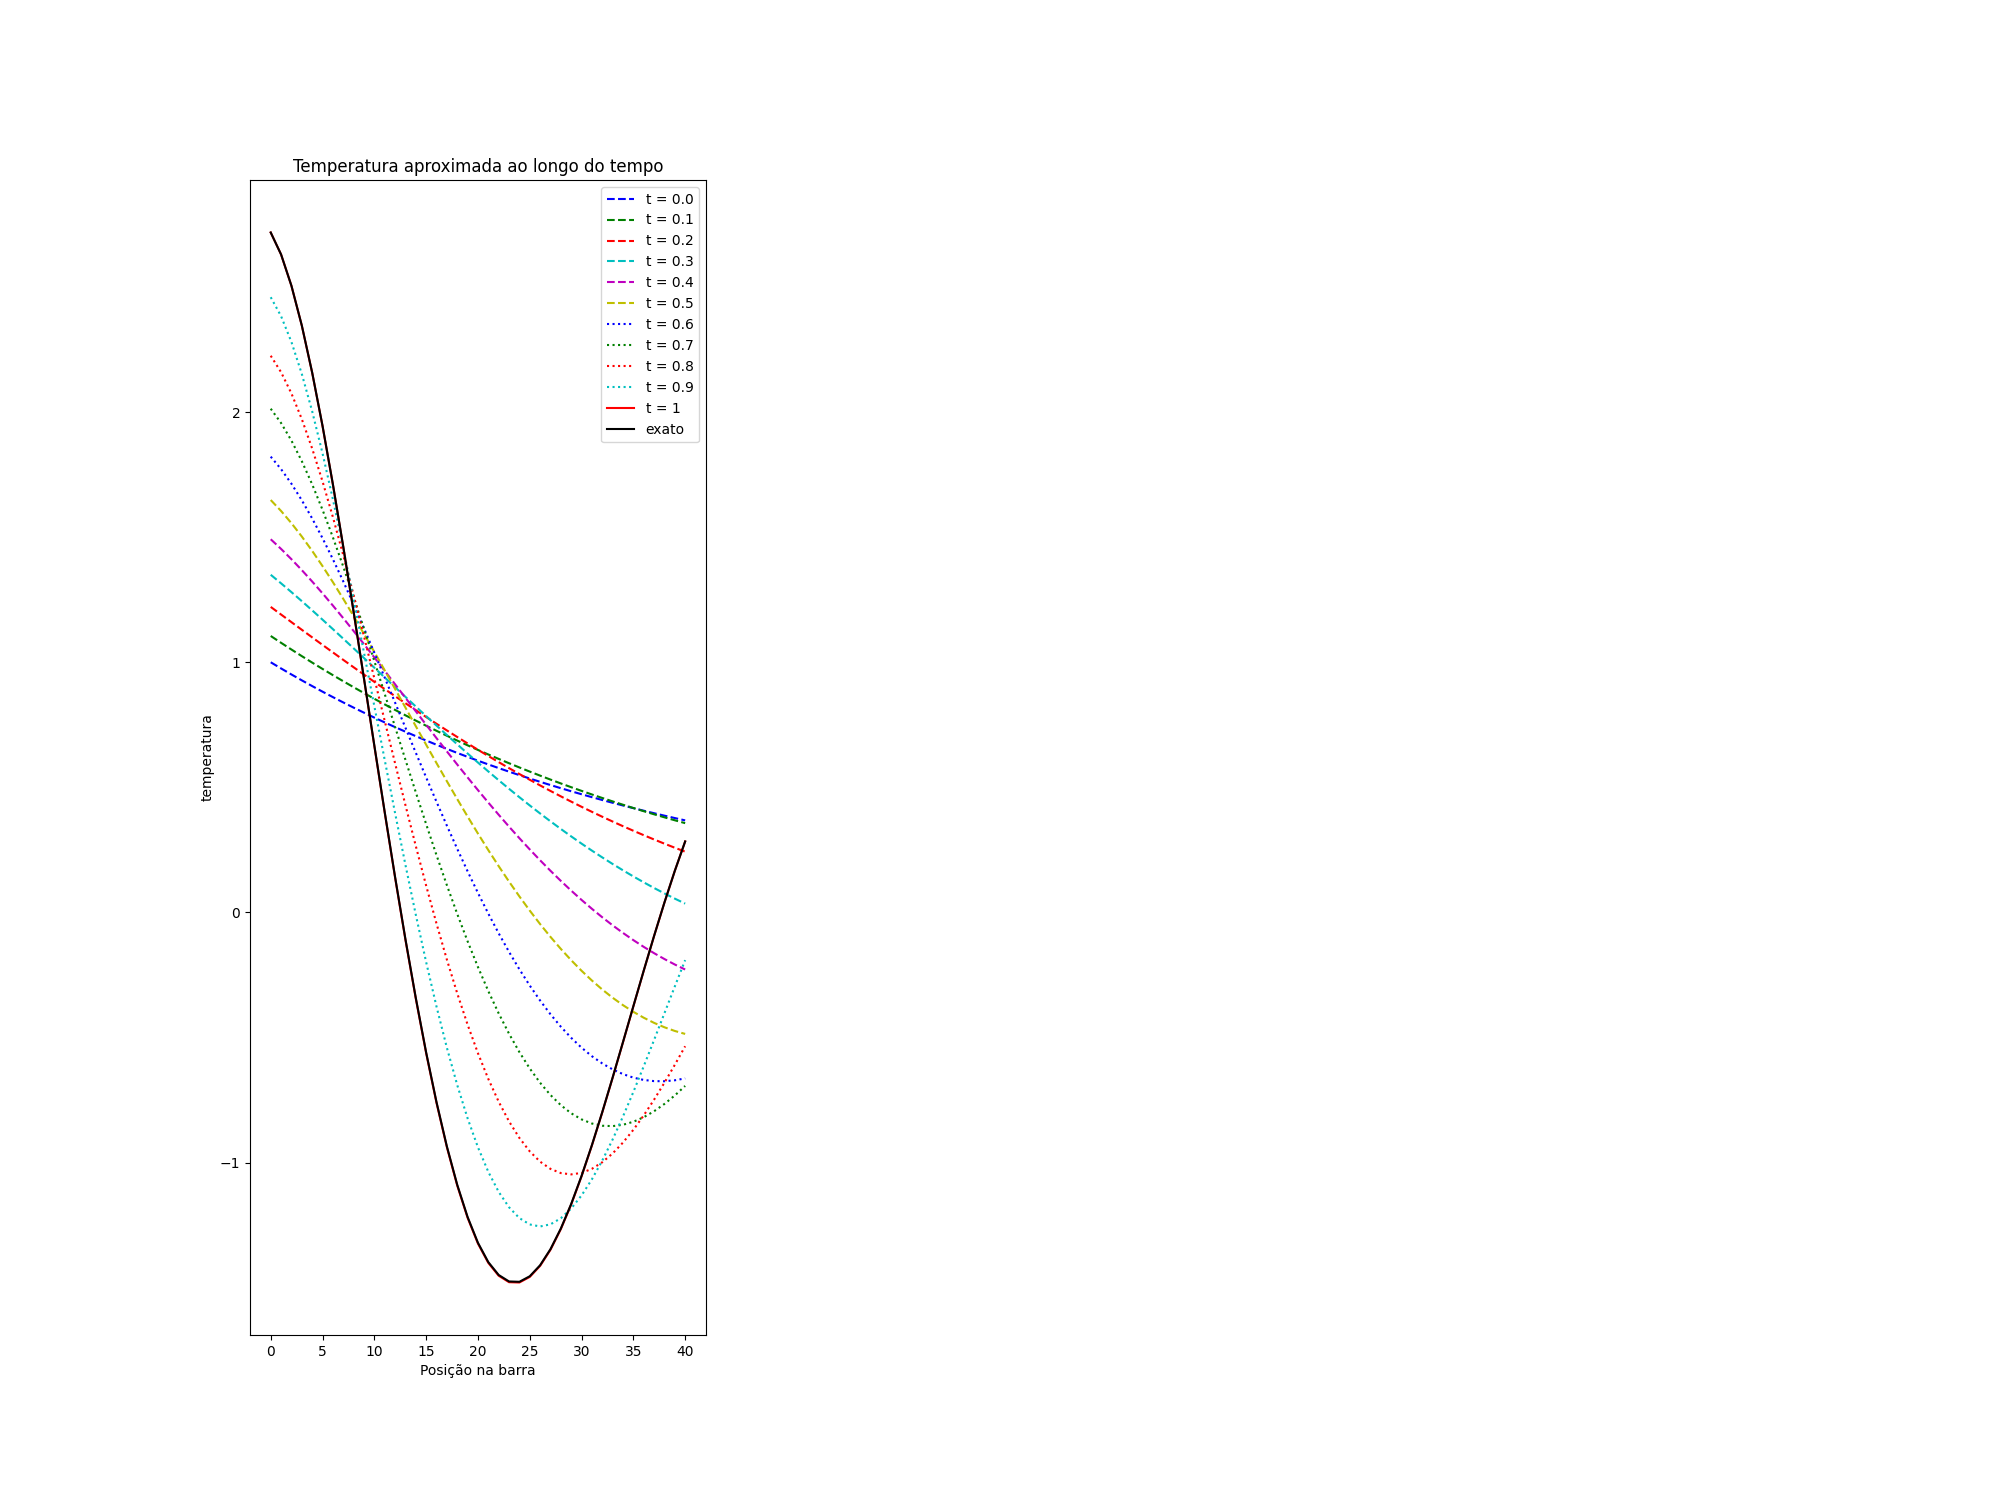 Temperatura aproximada ao longo do tempo
t = 0.0
t = 0.1
t = 0.2
t = 0.3
t = 0.4
t = 0.5
t = 0.6
t = 0.7
t = 0.8
t = 0.9
t = 1
exato
2
1
0
−1
temperatura
0 5 10 15 20 25 30 35 40
Posição na barra